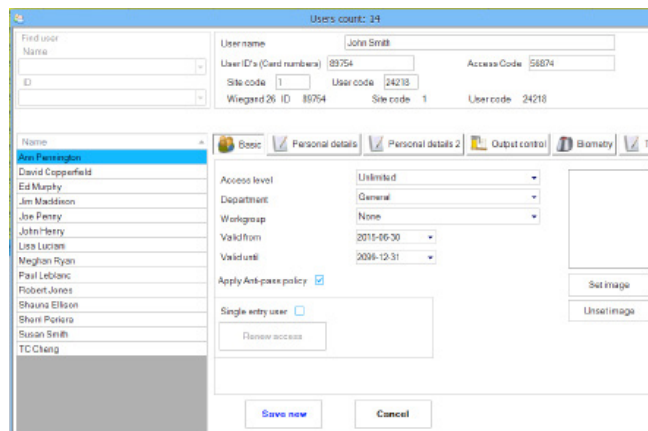 Users count: 14
Find user
Name
ID
User name John Smith
User ID's (Card numbers) 89754 Access Code 56874
Site code 1 User code 24218
Wiegand 26 ID 89754 Site code 1 User code 24218
Name
Ann Pennington
David Copperfield
Ed Murphy
Jim Maddison
Joe Penny
John Henry
Lisa Luciani
Meghan Ryan
Paul Leblanc
Robert Jones
Shauna Ellison
Sherri Periera
Susan Smith
TC Cheng
Basic Personal details Personal details 2 Output control Biometry T
Access level Unlimited
Department General
Workgroup None
Valid from 2015-06-30
Valid until 2099-12-31
Apply Anti-pass policy
Single entry user
Renew access
Set image
Unset image
Save new Cancel